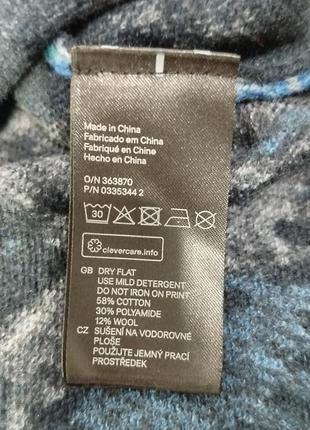 Made in China
Fabricado em China
Fabriqué en Chine
Hecho en China
O/N 363870
P/N 0335344 2
30
clevercare.info
GB DRY FLAT
USE MILD DETERGENT
DO NOT IRON ON PRINT
58% COTTON
30% POLYAMIDE
12% WOOL
CZ SUŠENÍ NA VODOROVNÉ
PLOŠE
POUŽIJTE JEMNÝ PRACÍ
PROSTŘEDEK